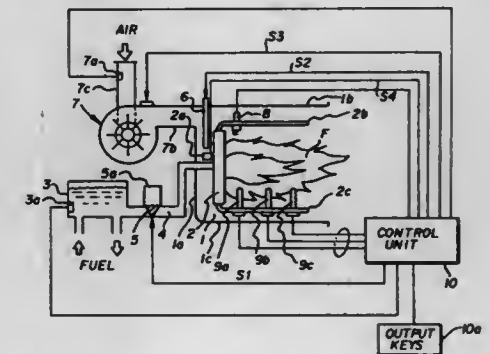 AIR
S3
7a
S2
7c
S4
6
8
1b
7
2a
2b
F
7b
5a
3
3a
1a
2
4
2c
5
1
1c
9a
9b
9c
FUEL
S1
CONTROL
UNIT
10
OUTPUT
KEYS
10a